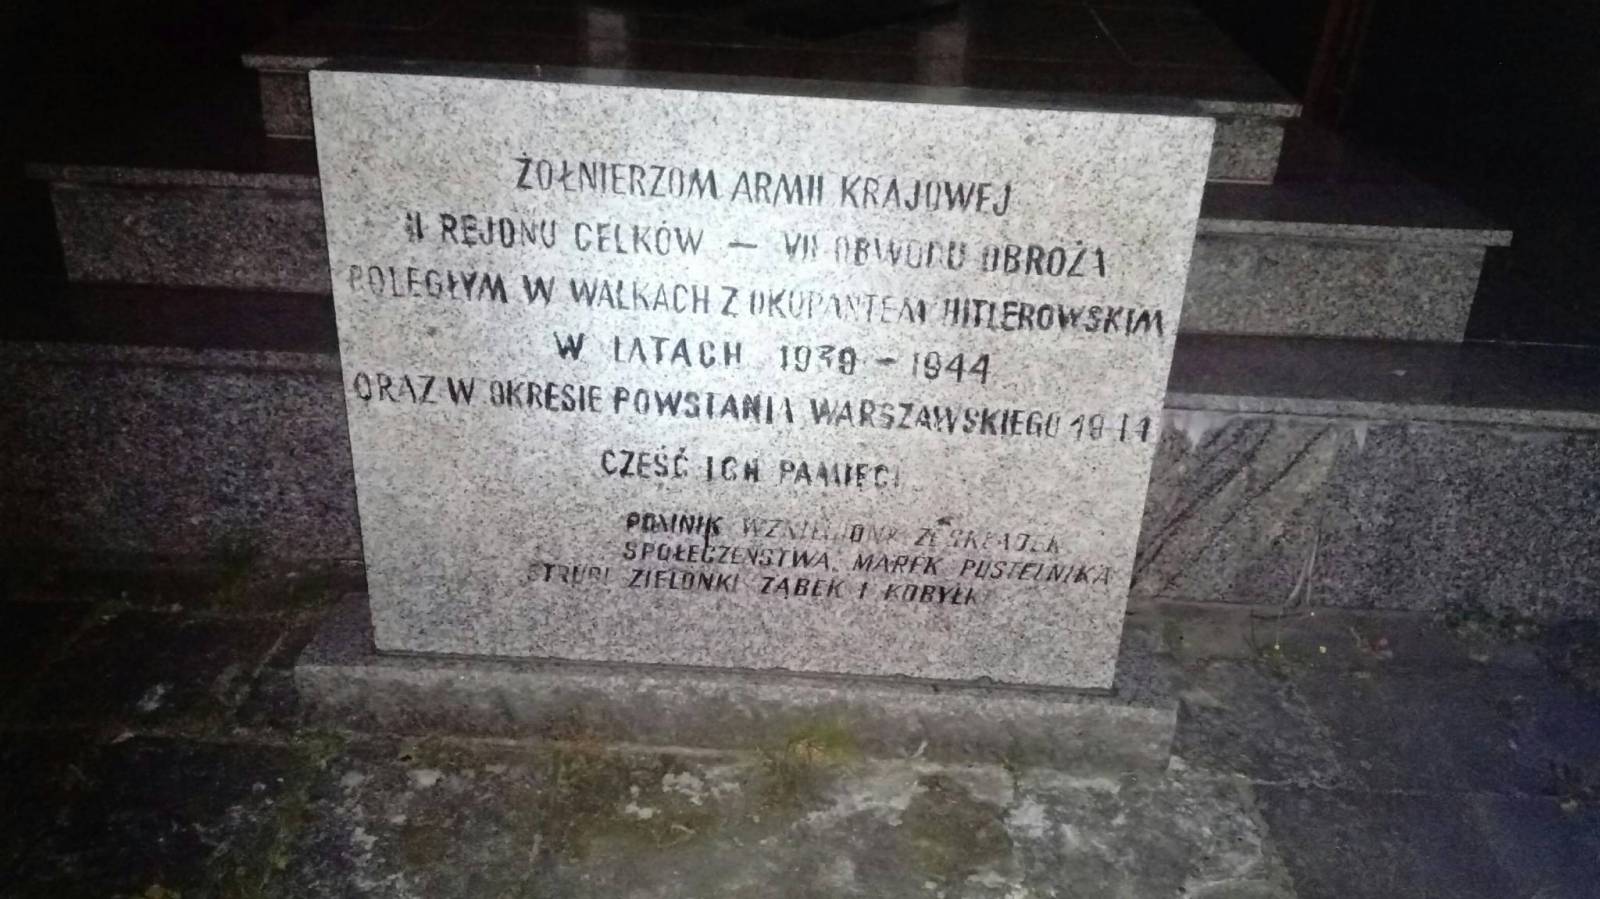 ŻOŁNIERZOM ARMII KRAJOWEJ
II REJONU CELKÓW — VII OBWODU OBROŻA
POLEGŁYM W WALKACH Z OKUPANTEM HITLEROWSKIM
W LATACH 1939 - 1944
ORAZ W OKRESIE POWSTANIA WARSZAWSKIEGO 1944
CZEŚĆ ICH PAMIĘCI
POMNIK WZNIESIONY ZE SKŁADEK
SPOŁECZEŃSTWA: MAREK PUSTELNIKA
STRUGI ZIELONKI ZĄBEK I KOBYŁKI